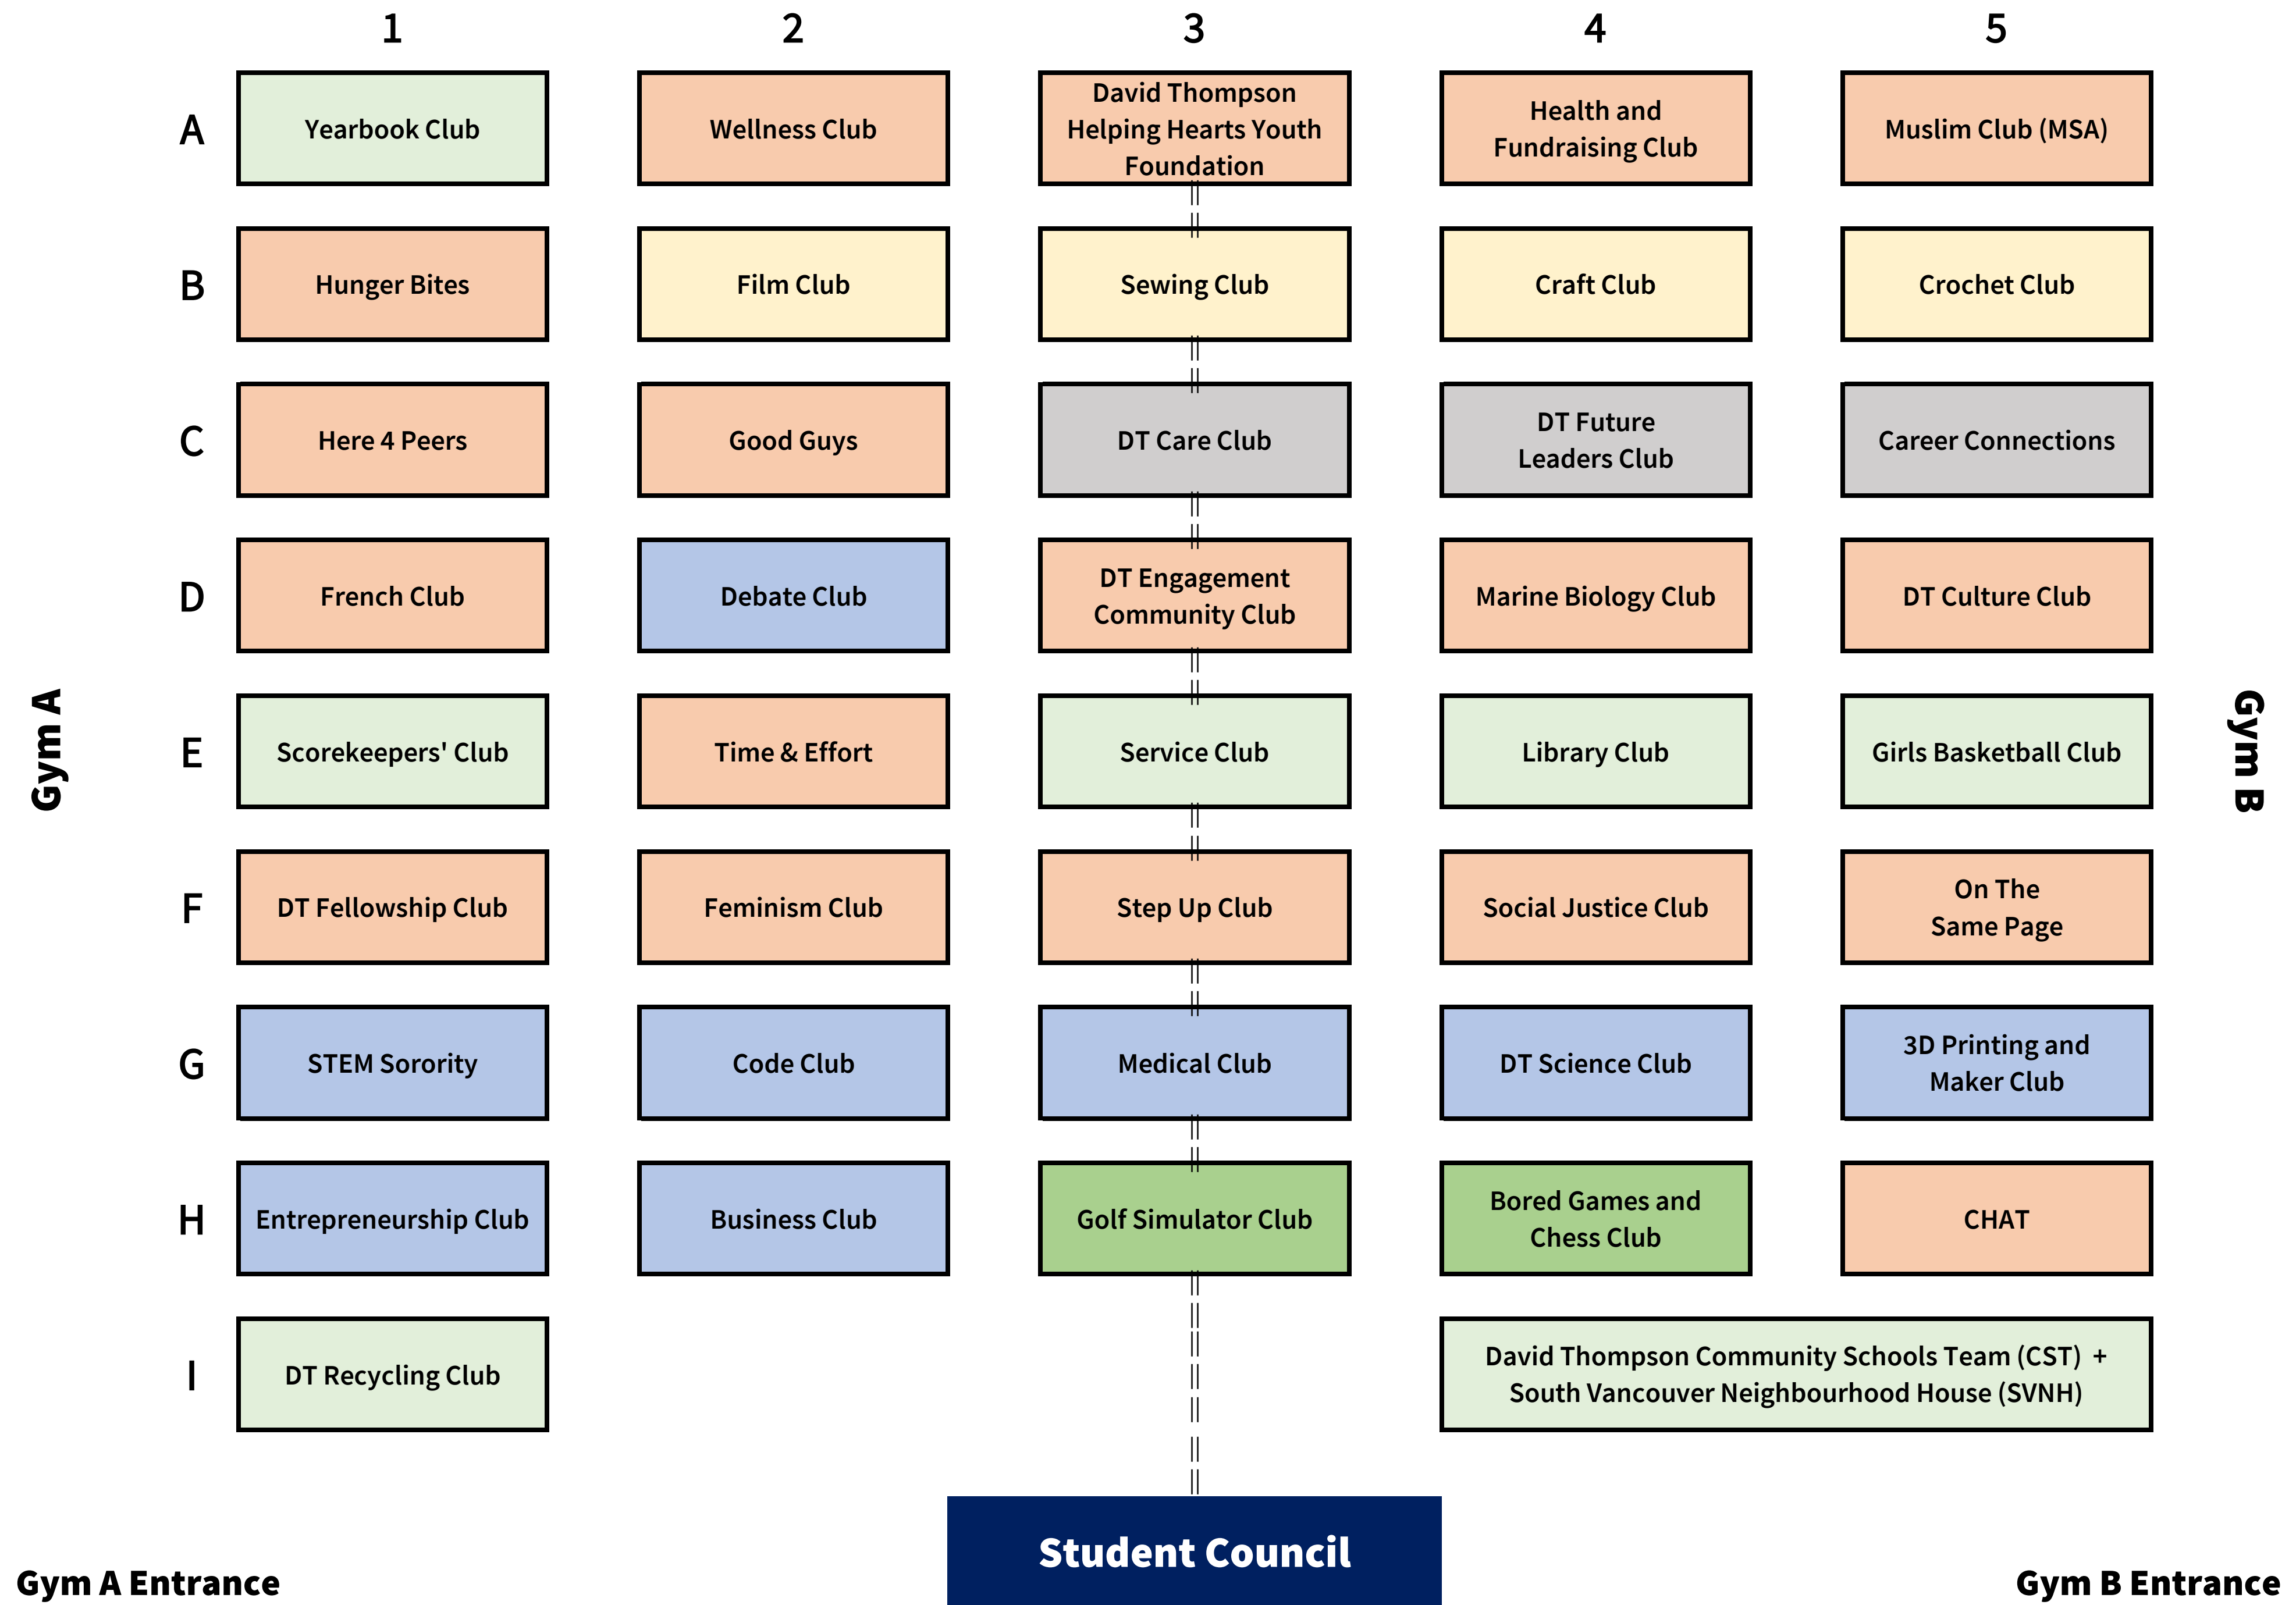 1 2 3 4 5
A
Yearbook Club
Wellness Club
David Thompson
Helping Hearts Youth
Foundation
Health and
Fundraising Club
Muslim Club (MSA)
B
Hunger Bites
Film Club
Sewing Club
Craft Club
Crochet Club
C
Here 4 Peers
Good Guys
DT Care Club
DT Future
Leaders Club
Career Connections
D
French Club
Debate Club
DT Engagement
Community Club
Marine Biology Club
DT Culture Club
Gym A
E
Scorekeepers' Club
Time & Effort
Service Club
Library Club
Girls Basketball Club
Gym B
F
DT Fellowship Club
Feminism Club
Step Up Club
Social Justice Club
On The
Same Page
G
STEM Sorority
Code Club
Medical Club
DT Science Club
3D Printing and
Maker Club
H
Entrepreneurship Club
Business Club
Golf Simulator Club
Bored Games and
Chess Club
CHAT
I
DT Recycling Club
David Thompson Community Schools Team (CST) +
South Vancouver Neighbourhood House (SVNH)
Student Council
Gym A Entrance
Gym B Entrance